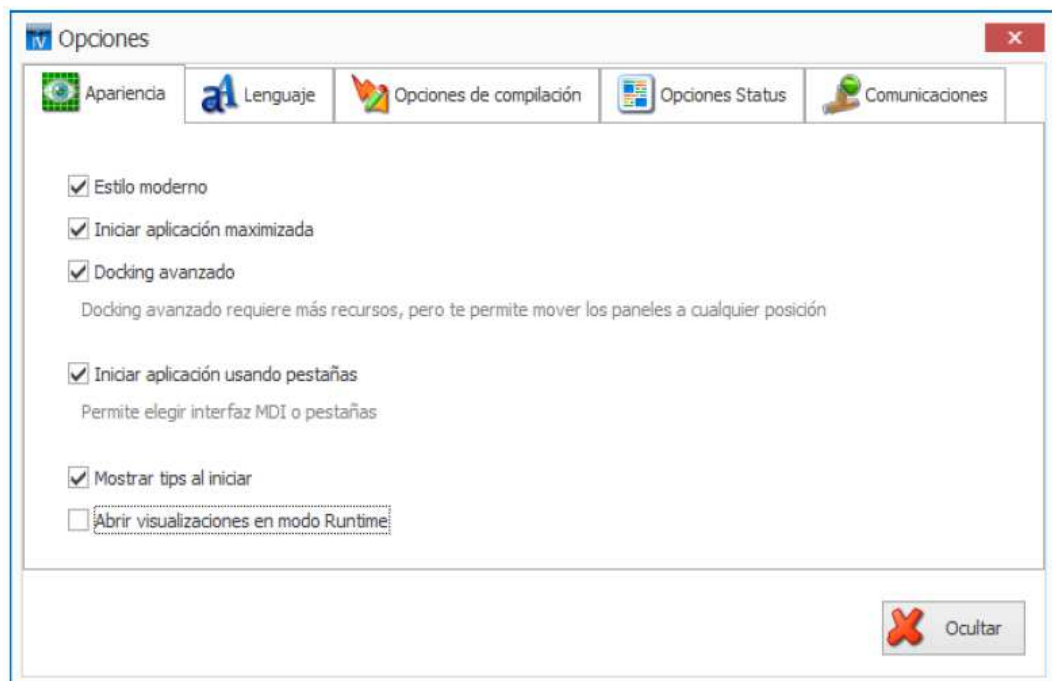 IV Opciones
Apariencia
Lenguaje
Opciones de compilación
Opciones Status
Comunicaciones
Estilo moderno
Iniciar aplicación maximizada
Docking avanzado
Docking avanzado requiere más recursos, pero te permite mover los paneles a cualquier posición
Iniciar aplicación usando pestañas
Permite elegir interfaz MDI o pestañas
Mostrar tips al iniciar
Abrir visualizaciones en modo Runtime
Ocultar